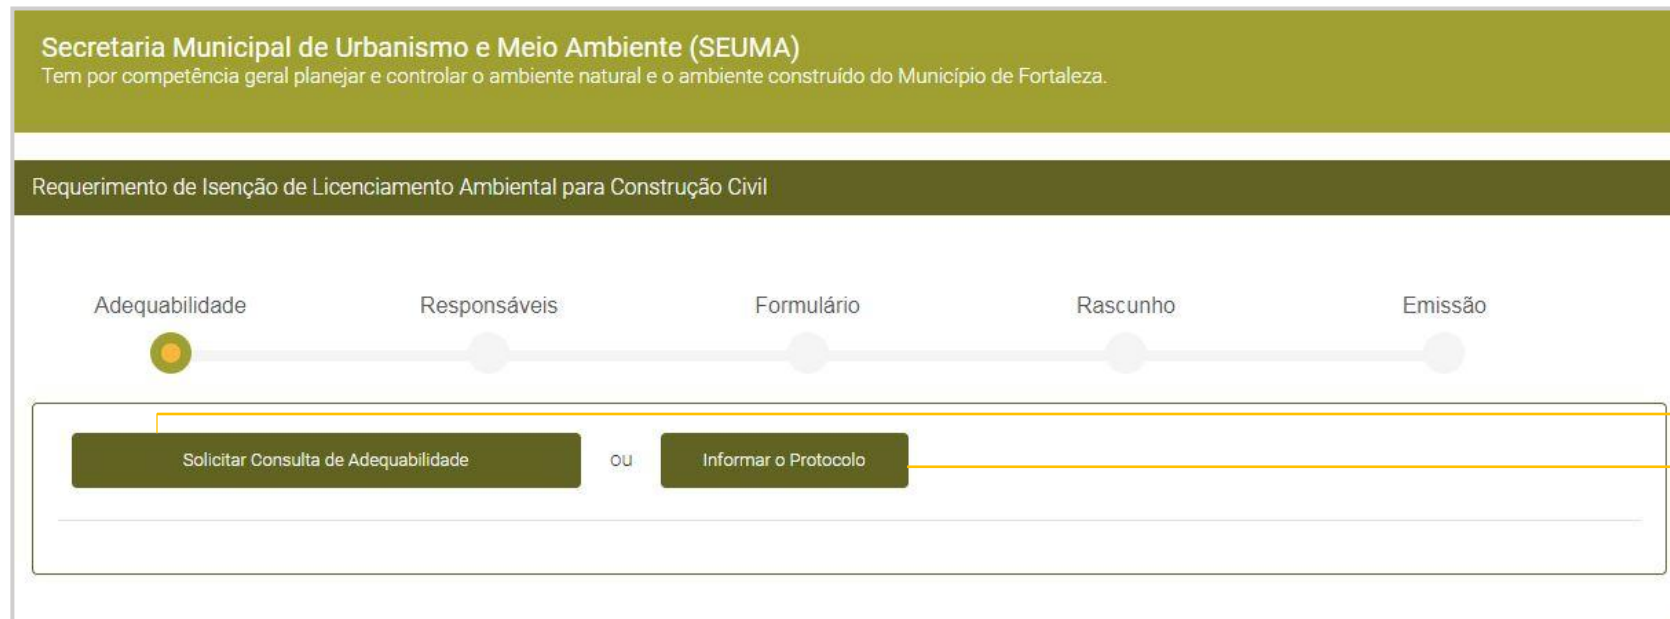 Secretaria Municipal de Urbanismo e Meio Ambiente (SEUMA)
Tem por competência geral planejar e controlar o ambiente natural e o ambiente construído do Município de Fortaleza.
Requerimento de Isenção de Licenciamento Ambiental para Construção Civil
Adequabilidade Responsáveis Formulário Rascunho Emissão
Solicitar Consulta de Adequabilidade ou Informar o Protocolo